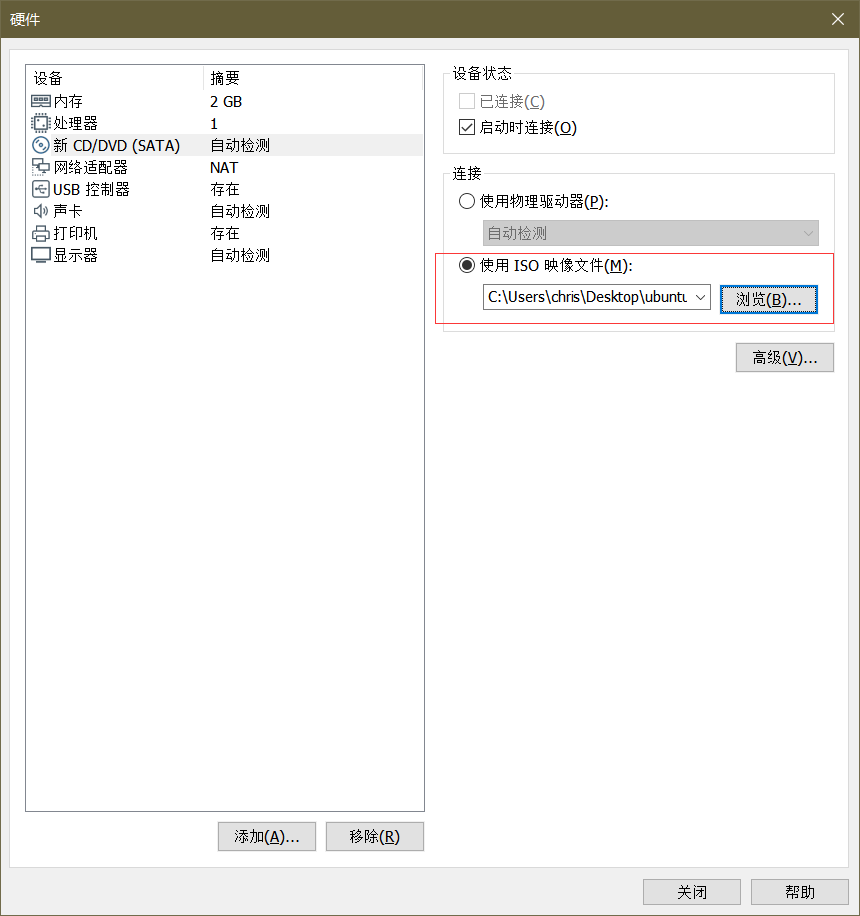 硬件
设备 摘要
内存 2 GB
处理器 1
新 CD/DVD (SATA) 自动检测
网络适配器 NAT
USB 控制器 存在
声卡 自动检测
打印机 存在
显示器 自动检测
添加(A)... 移除(R)
设备状态
已连接(C)
启动时连接(O)
连接
使用物理驱动器(P):
自动检测
使用 ISO 映像文件(M):
C:\Users\chris\Desktop\ubuntu 浏览(B)...
高级(V)...
关闭 帮助